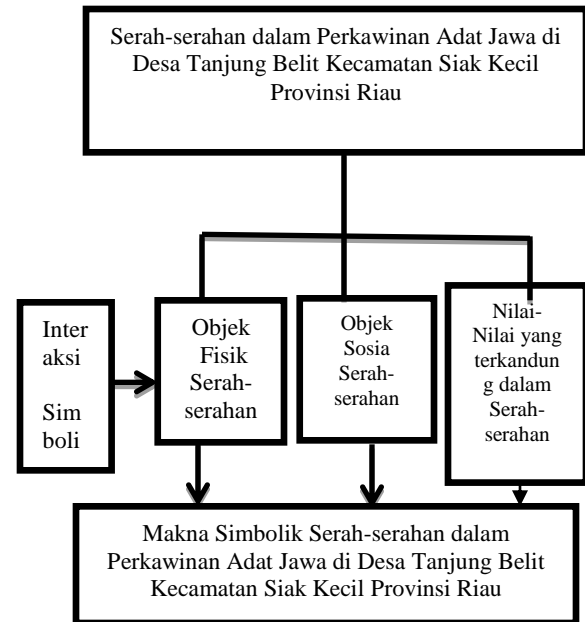 Serah-serahan dalam Perkawinan Adat Jawa di
Desa Tanjung Belit Kecamatan Siak Kecil
Provinsi Riau
Inter
aksi
Sim
boli
Objek
Fisik
Serah-
serahan
Objek
Sosia
Serah-
serahan
Nilai-
Nilai yang
terkandun
g dalam
Serah-
serahan
Makna Simbolik Serah-serahan dalam
Perkawinan Adat Jawa di Desa Tanjung Belit
Kecamatan Siak Kecil Provinsi Riau